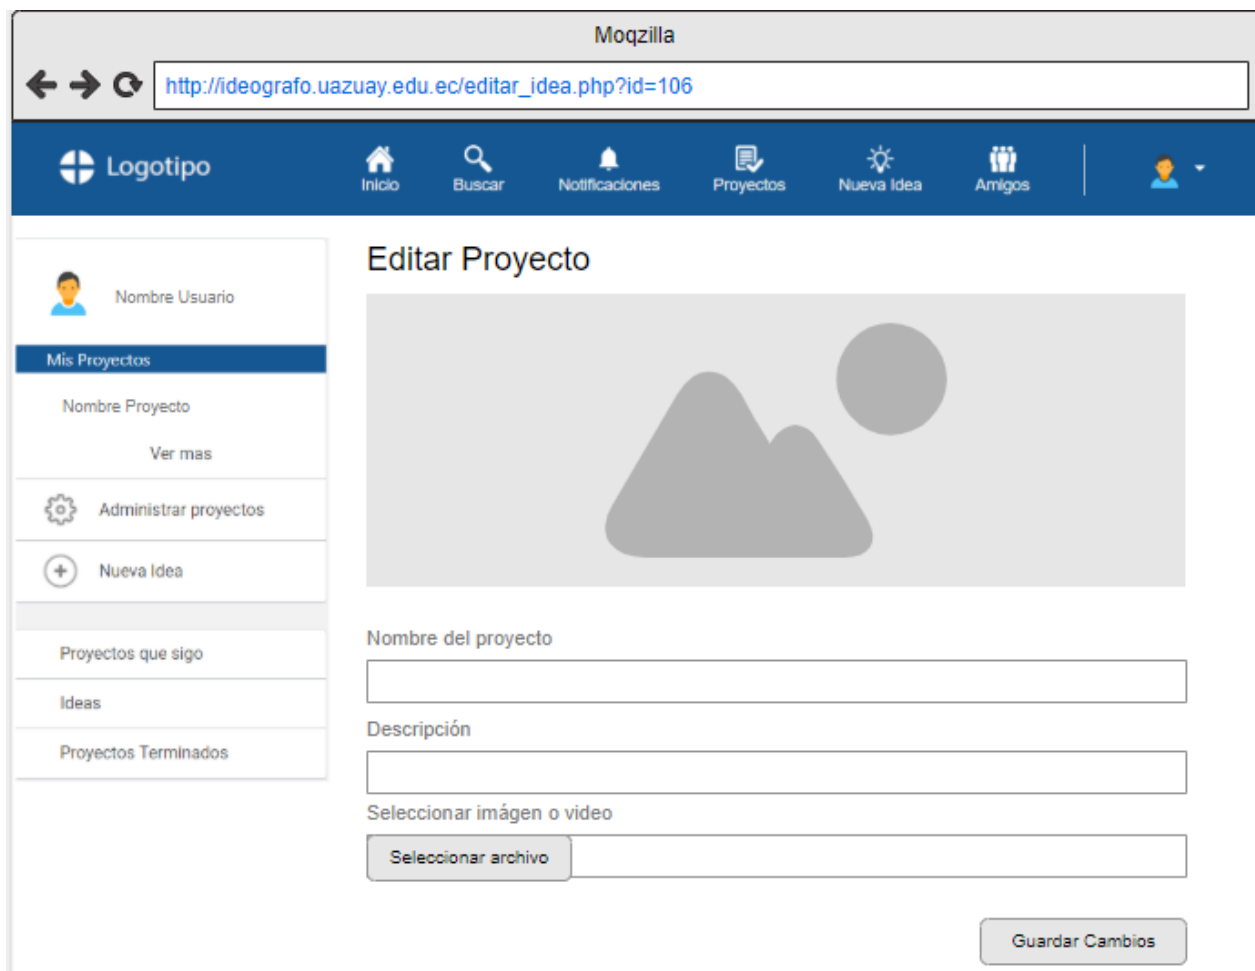 Moqzilla
http://ideografo.uazuay.edu.ec/editar_idea.php?id=106
Logotipo
Inicio
Buscar
Notificaciones
Proyectos
Nueva Idea
Amigos
Nombre Usuario
Mis Proyectos
Nombre Proyecto
Ver mas
Administrar proyectos
Nueva Idea
Proyectos que sigo
Ideas
Proyectos Terminados
Editar Proyecto
Nombre del proyecto
Descripción
Seleccionar imágen o video
Seleccionar archivo
Guardar Cambios